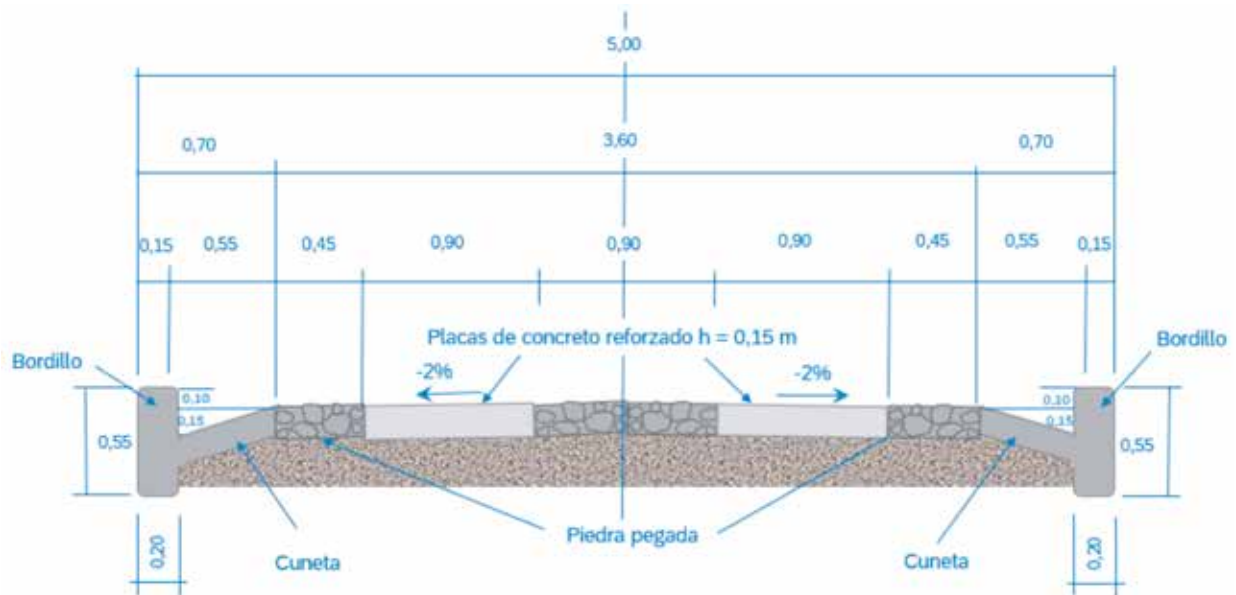 5,00
0,70 3,60 0,70
0,15 0,55 0,45 0,90 0,90 0,90 0,45 0,55 0,15
Placas de concreto reforzado h = 0,15 m
Bordillo Bordillo
-2% -2%
0,10 0,10
0,15 0,15
0,55 0,55
Piedra pegada
Cuneta Cuneta
0,20 0,20